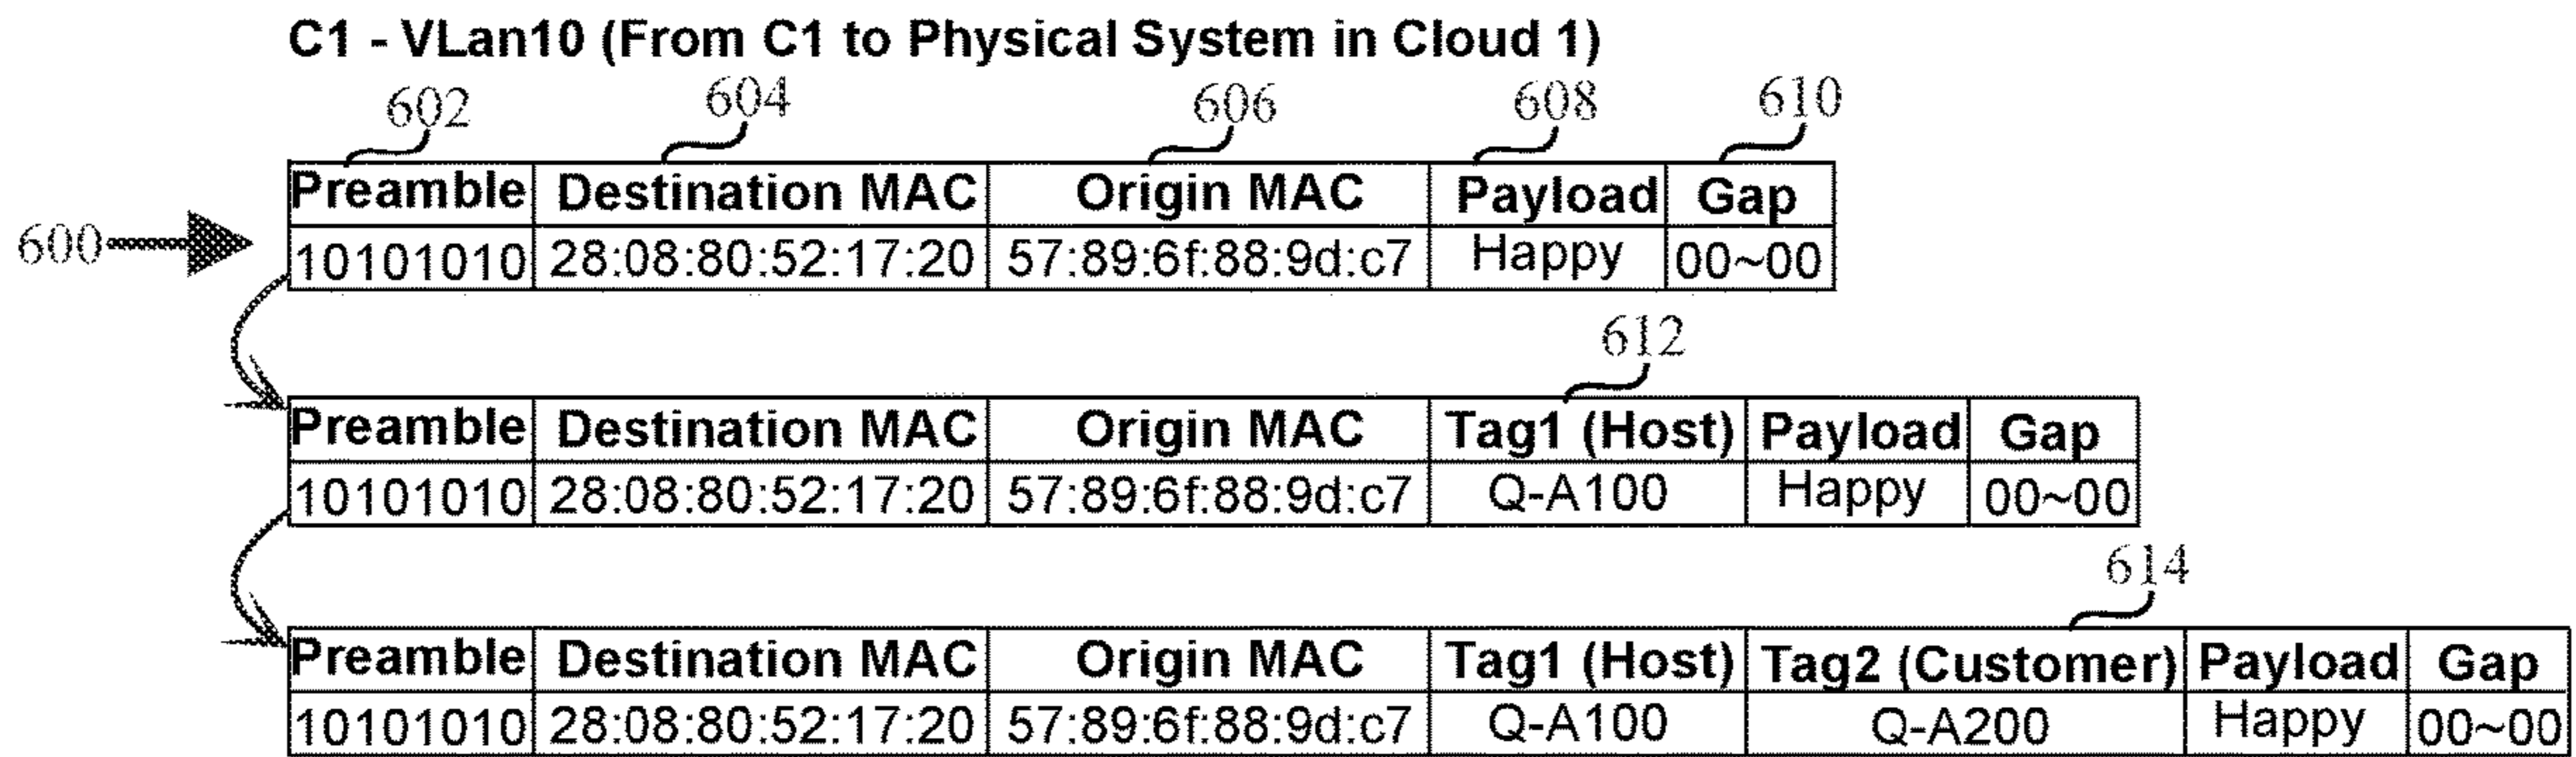 C1 - VLan10 (From C1 to Physical System in Cloud 1)
602 604 606 608 610
Preamble Destination MAC Origin MAC Payload Gap
600 10101010 28:08:80:52:17:20 57:89:6f:88:9d:c7 Happy 00~00
612
Preamble Destination MAC Origin MAC Tag1 (Host) Payload Gap
10101010 28:08:80:52:17:20 57:89:6f:88:9d:c7 Q-A100 Happy 00~00
614
Preamble Destination MAC Origin MAC Tag1 (Host) Tag2 (Customer) Payload Gap
10101010 28:08:80:52:17:20 57:89:6f:88:9d:c7 Q-A100 Q-A200 Happy 00~00